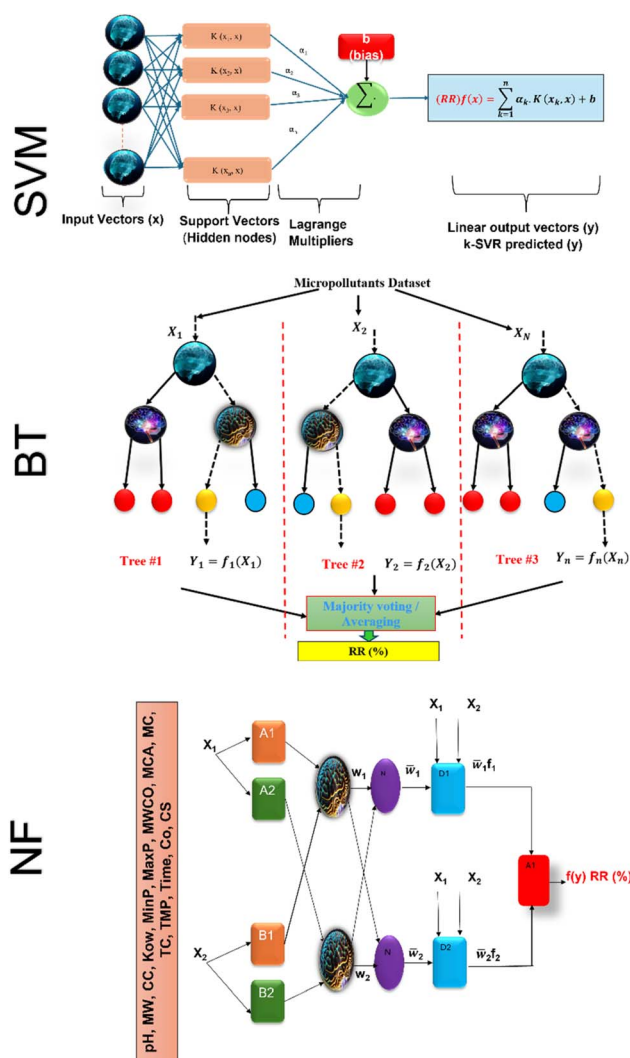 SVM
K (x₁, x)
K (x₂, x)
K (x₃, x)
K (xₙ, x)
α₁
α₂
α₃
b
(bias)
Σ.
(RR)f(x) = ∑ₖ₌₁ⁿ αₖ. K (xₖ, x) + b
Input Vectors (x)
Support Vectors
(Hidden nodes)
Lagrange
Multipliers
Linear output vectors (y)
k-SVR predicted (y)
BT
Micropollutants Dataset
X₁
X₂
X_N
Tree #1
Y₁ = f₁(X₁)
Tree #2
Y₂ = f₂(X₂)
Tree #3
Yₙ = fₙ(Xₙ)
Majority voting /
Averaging
RR (%)
NF
pH, MW, CC, Kow, MinP, MaxP, MWCO, MCA, MC,
TC, TMP, Time, Co, CS
X₁
X₂
A1
A2
B1
B2
w₁
w₂
N
N
w̅₁
w̅₂
X₁
X₂
D1
w̅₁f₁
X₁
X₂
D2
w̅₂f₂
A1
f(y) RR (%)